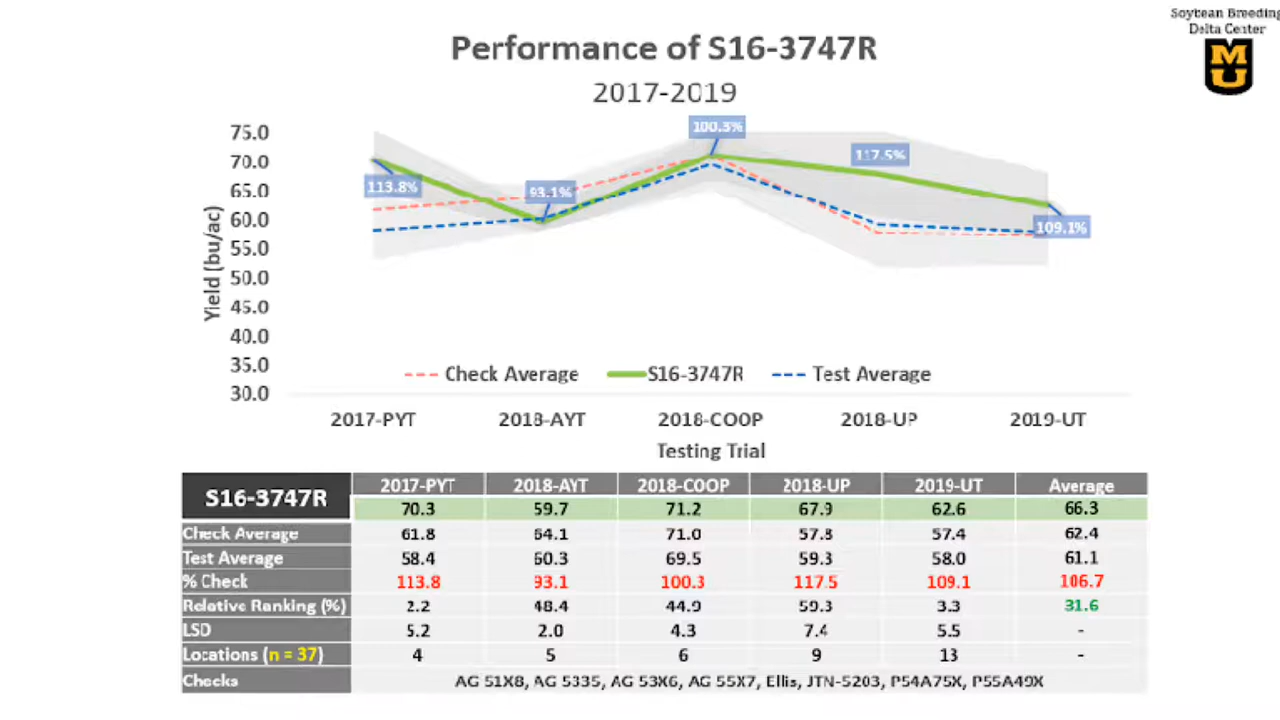 Soybean Breeding
Delta Center
MU
Performance of S16-3747R
2017-2019
Yield (bu/ac)
75.0
70.0
65.0
60.0
55.0
50.0
45.0
40.0
35.0
30.0
113.8%
93.1%
100.3%
117.5%
109.1%
Check Average S16-3747R Test Average
2017-PYT 2018-AYT 2018-COOP 2018-UP 2019-UT
Testing Trial
S16-3747R 2017-PYT 2018-AYT 2018-COOP 2018-UP 2019-UT Average
70.3 59.7 71.2 67.9 62.6 66.3
Check Average 61.8 64.1 71.0 57.8 57.4 62.4
Test Average 58.4 60.3 69.5 59.3 58.0 61.1
% Check 113.8 93.1 100.3 117.5 109.1 106.7
Relative Ranking (%) 2.2 48.4 44.9 59.3 3.3 31.6
LSD 5.2 2.0 4.3 7.4 5.5 -
Locations (n = 37) 4 5 6 9 13 -
Checks AG 51X8, AG 5335, AG 53X6, AG 55X7, Ellis, JTN-5203, P54A75X, P55A49X